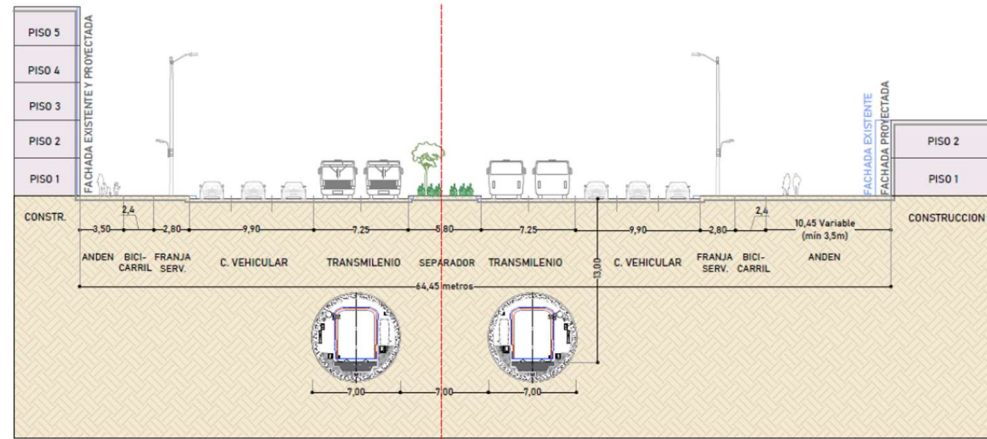 PISO 5
PISO 4
PISO 3
PISO 2
PISO 1
FACHADA EXISTENTE Y PROYECTADA
FACHADA EXISTENTE
FACHADA PROYECTADA
PISO 2
PISO 1
CONSTR.
CONSTRUCCION
3,50
2,4
2,80
9,90
7,25
5,80
7,25
9,90
2,80
2,4
10,45 Variable
(mín 3,5m)
ANDEN
BICI-
CARRIL
FRANJA
SERV.
C. VEHICULAR
TRANSMILENIO
SEPARADOR
TRANSMILENIO
C. VEHICULAR
FRANJA
SERV.
BICI-
CARRIL
ANDEN
13,00
64,45 metros
7,00
7,00
7,00